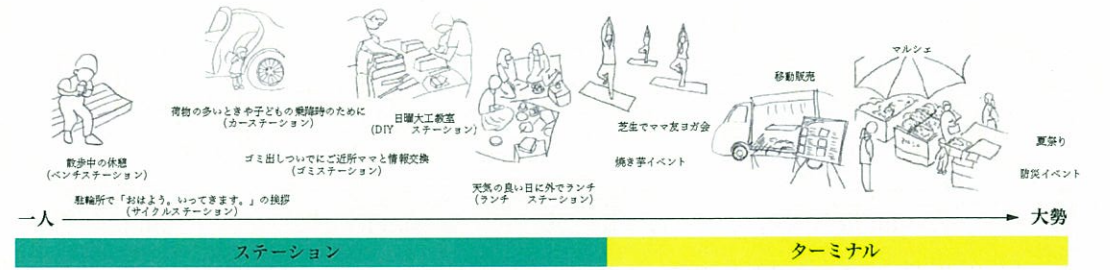 マルシェ
移動販売
荷物の多いときや子どもの乗降時のために
(カーステーション)
日曜大工教室
(DIY ステーション)
芝生でママ友ヨガ会
夏祭り
散歩中の休憩
(ベンチステーション)
ゴミ出しついでにご近所ママと情報交換
(ゴミステーション)
焼き芋イベント
防災イベント
天気の良い日に外でランチ
(ランチ ステーション)
駐輪所で「おはよう。いってきます。」の挨拶
(サイクルステーション)
一人
大勢
ステーション
ターミナル